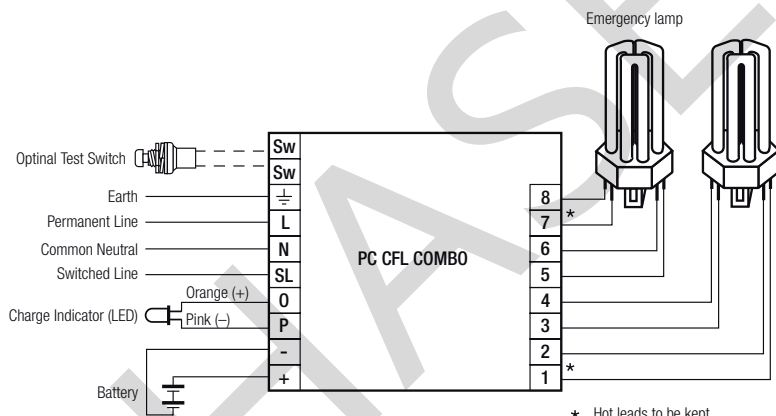 Emergency lamp
Optinal Test Switch
Earth
Permanent Line
Common Neutral
Switched Line
Orange (+)
Charge Indicator (LED)
Pink (–)
Battery
Sw
Sw
L
N
SL
O
P
-
+
PC CFL COMBO
8
7
*
6
5
4
3
2
1
*
* Hot leads to be kept